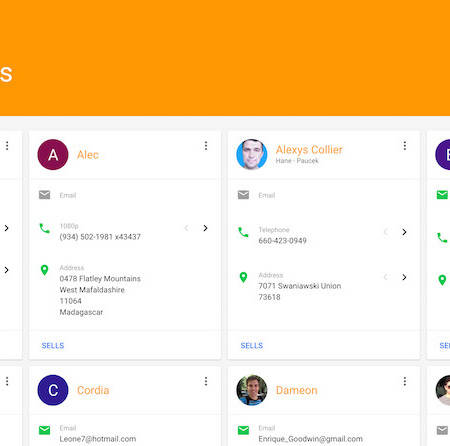 s
A
Alec
Email
1080p
(934) 502-1981 x43437
Address
0478 Flatley Mountains
West Mafaldashire
11064
Madagascar
SELLS
Alexys Collier
Hane - Paucek
Email
Telephone
660-423-0949
Address
7071 Swaniawski Union
73618
SELLS
SE
C
Cordia
Email
Leone7@hotmail.com
Dameon
Email
Enrique_Goodwin@gmail.com